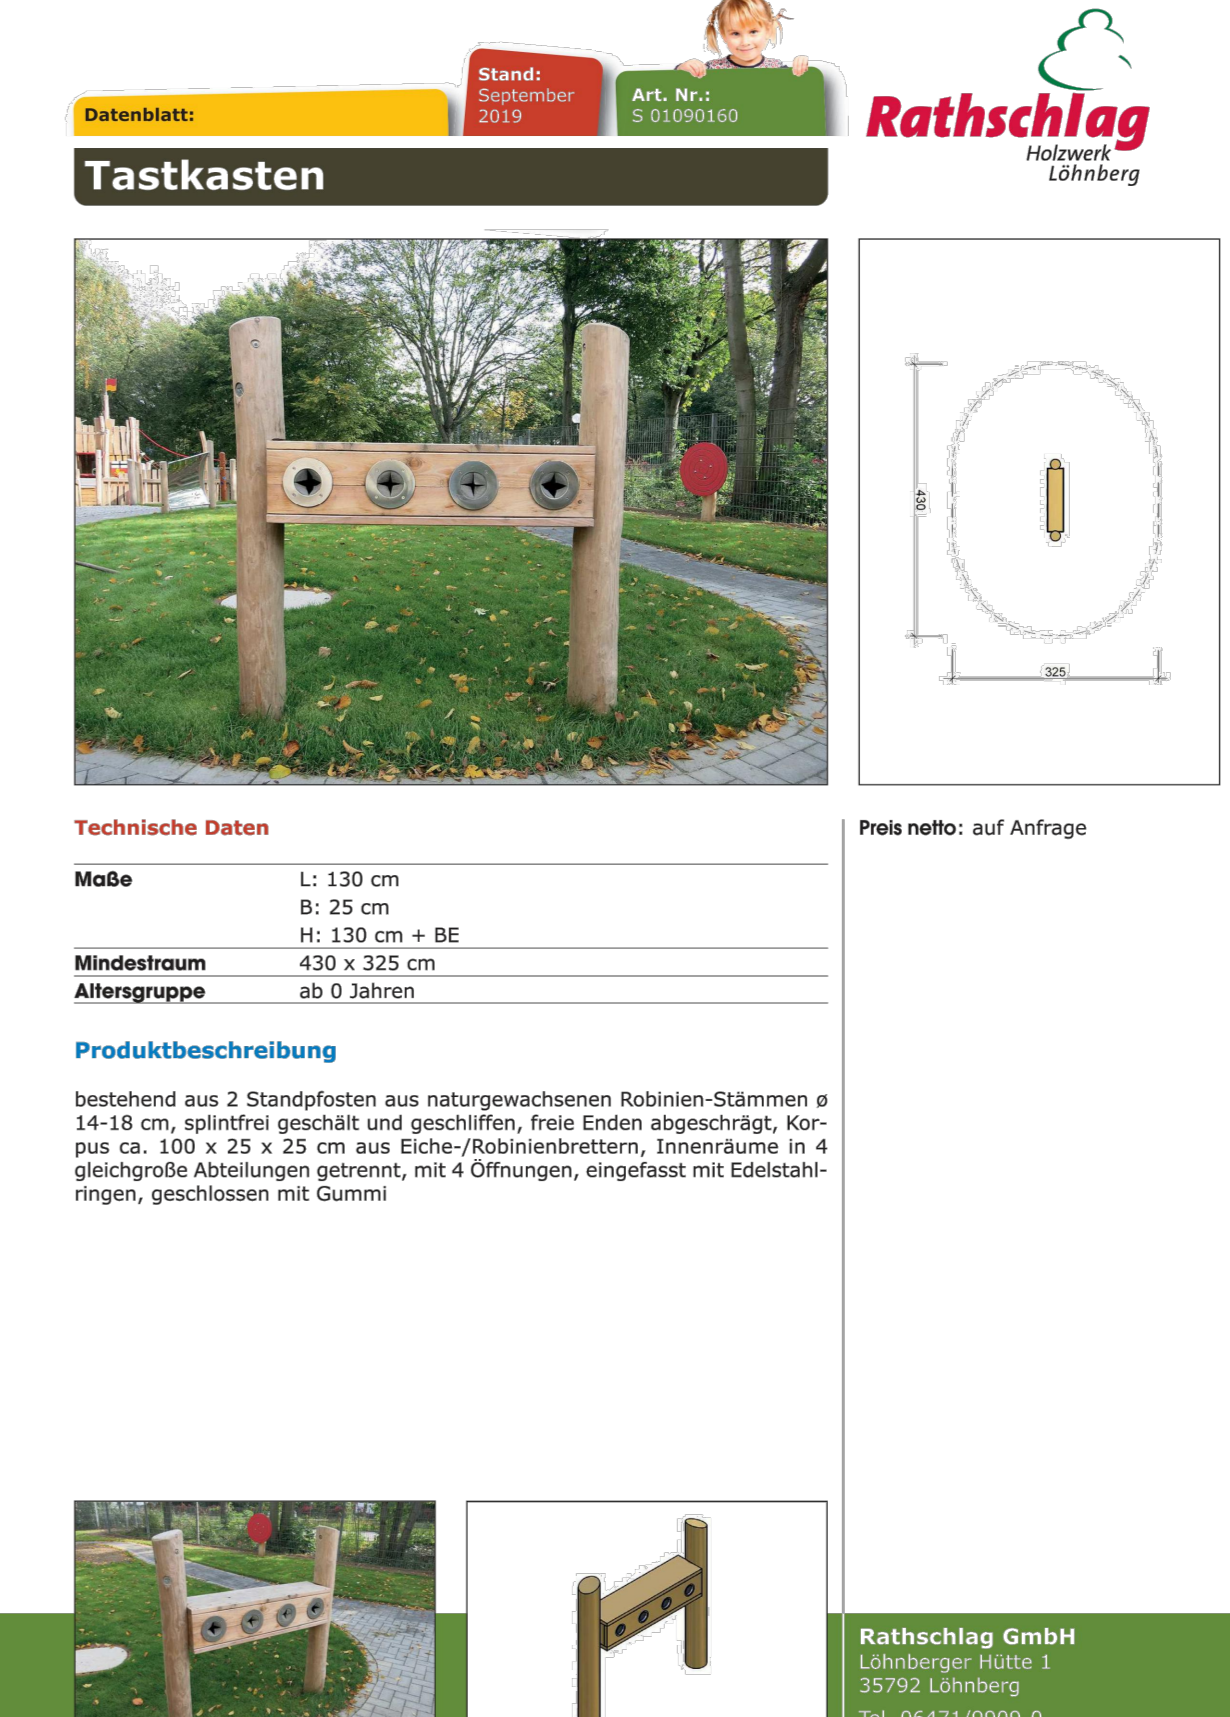 Datenblatt:
Stand:
September
2019
Art. Nr.:
S 01090160
Rathschlag
Holzwerk
Löhnberg
Tastkasten
430
325
Technische Daten
Maße L: 130 cm
B: 25 cm
H: 130 cm + BE
Mindestraum 430 x 325 cm
Altersgruppe ab 0 Jahren
Preis netto: auf Anfrage
Produktbeschreibung
bestehend aus 2 Standpfosten aus naturgewachsenen Robinien-Stämmen ø
14-18 cm, splintfrei geschält und geschliffen, freie Enden abgeschrägt, Kor-
pus ca. 100 x 25 x 25 cm aus Eiche-/Robinienbrettern, Innenräume in 4
gleichgroße Abteilungen getrennt, mit 4 Öffnungen, eingefasst mit Edelstahl-
ringen, geschlossen mit Gummi
Rathschlag GmbH
Löhnberger Hütte 1
35792 Löhnberg
Tel. 06471/9909-0